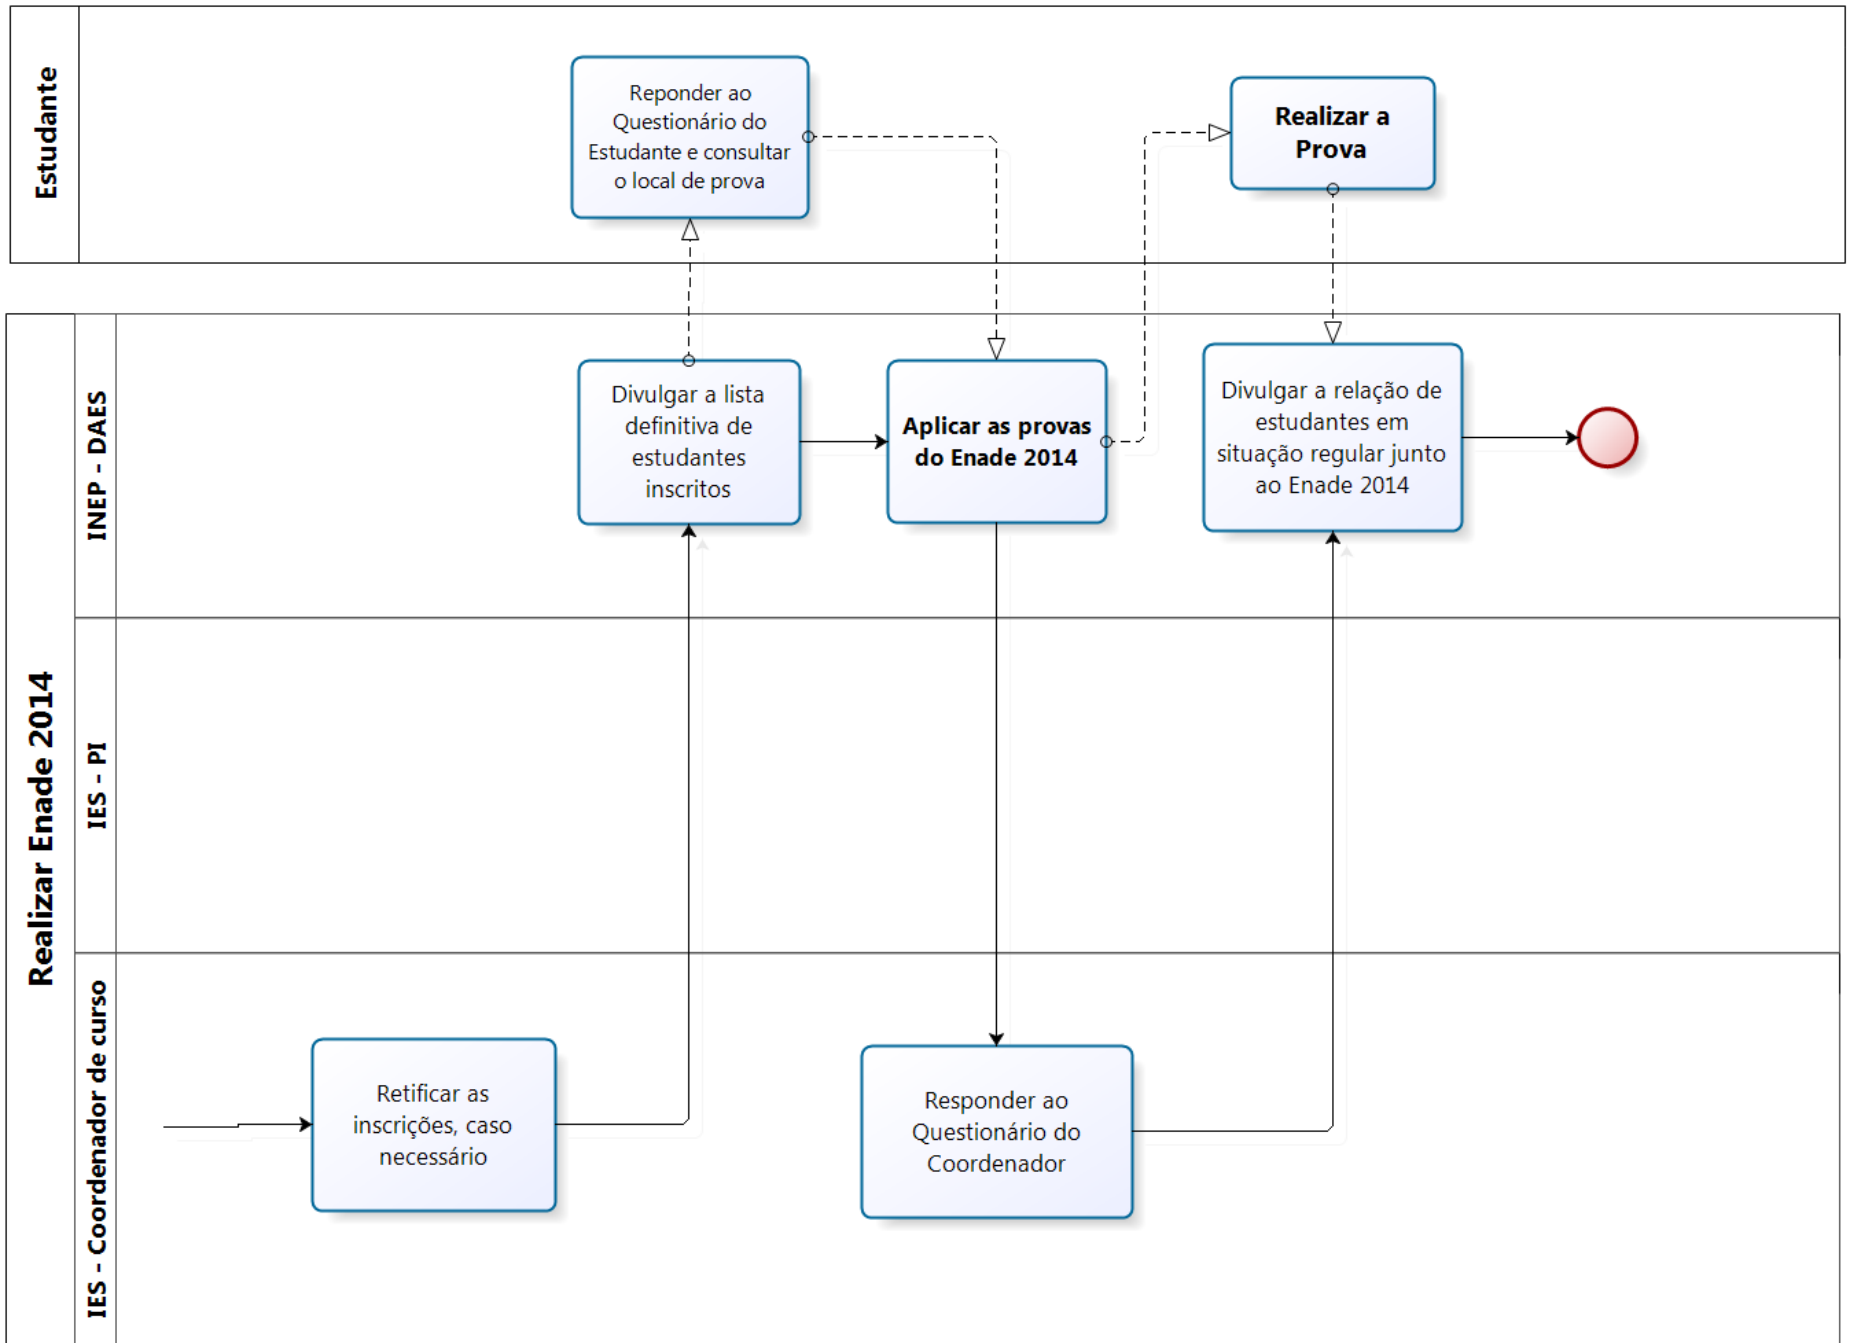 Estudante
Reponder ao
Questionário do
Estudante e consultar
o local de prova
Realizar a
Prova
Realizar Enade 2014
INEP - DAES
Divulgar a lista
definitiva de
estudantes
inscritos
Aplicar as provas
do Enade 2014
Divulgar a relação de
estudantes em
situação regular junto
ao Enade 2014
IES - PI
IES - Coordenador de curso
Retificar as
inscrições, caso
necessário
Responder ao
Questionário do
Coordenador